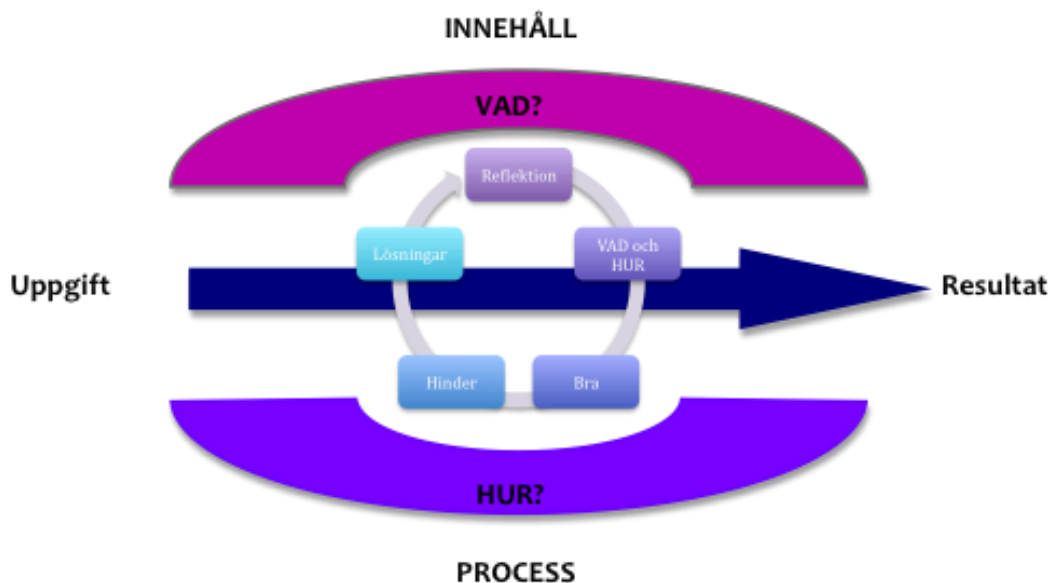 INNEHÅLL
VAD?
Reflektion
Lösningar
VAD och
HUR
Uppgift
Resultat
Hinder
Bra
HUR?
PROCESS